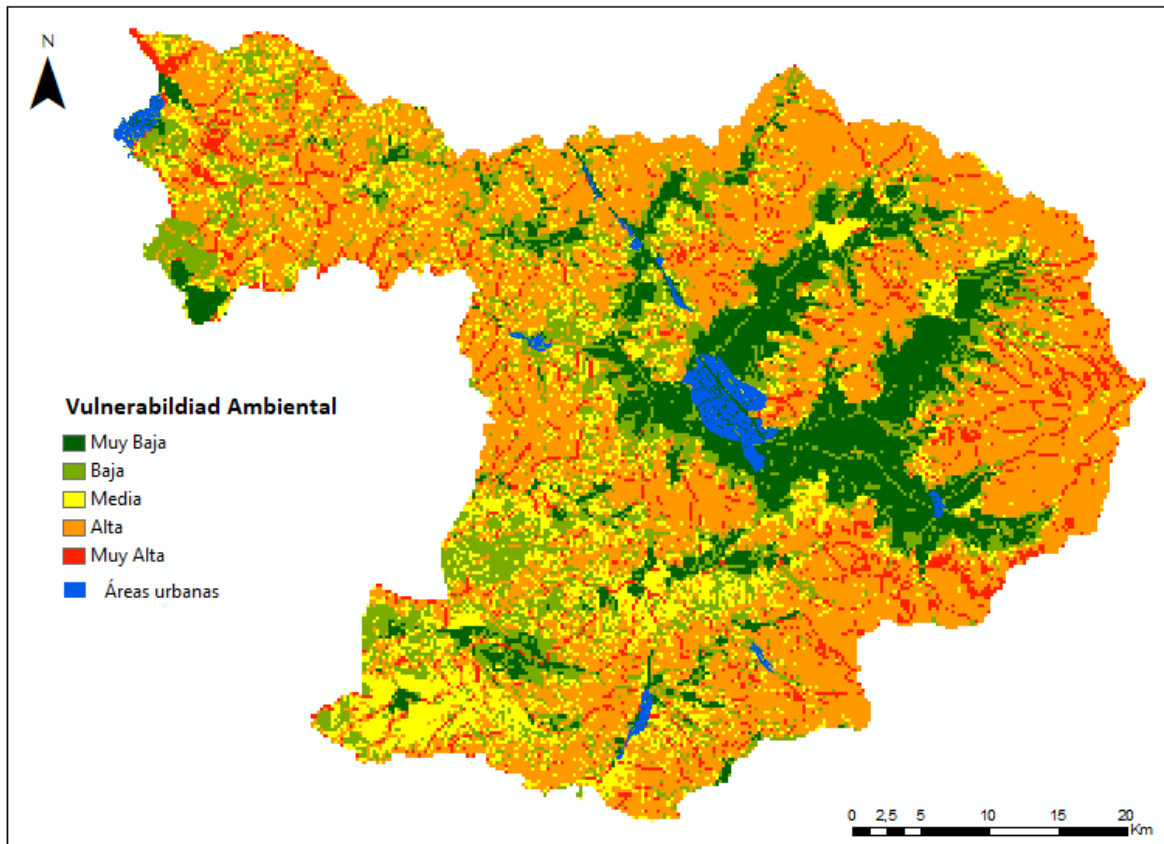 N
Vulnerabildiad Ambiental
Muy Baja
Baja
Media
Alta
Muy Alta
Áreas urbanas
0 2,5 5 10 15 20
Km